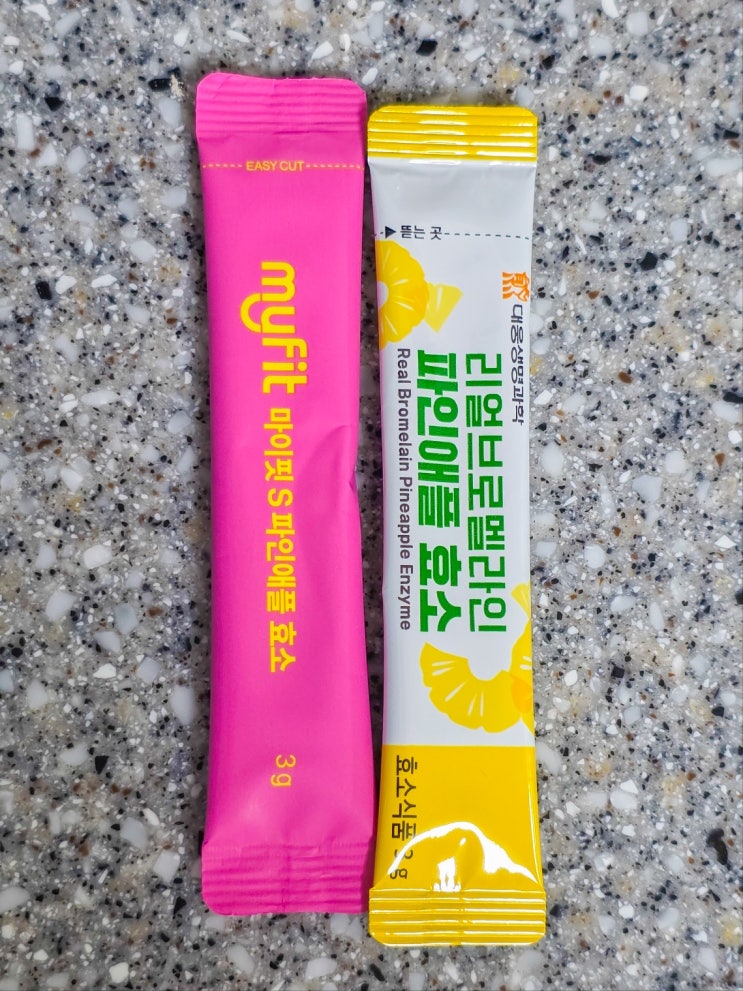 EASY CUT
myfit 마이핏 S 파인애플 효소
3g
▲ 뜯는 곳
대웅생명과학
리얼브로멜라인
파인애플 효소
Real Bromelain Pineapple Enzyme
효소식품 3g